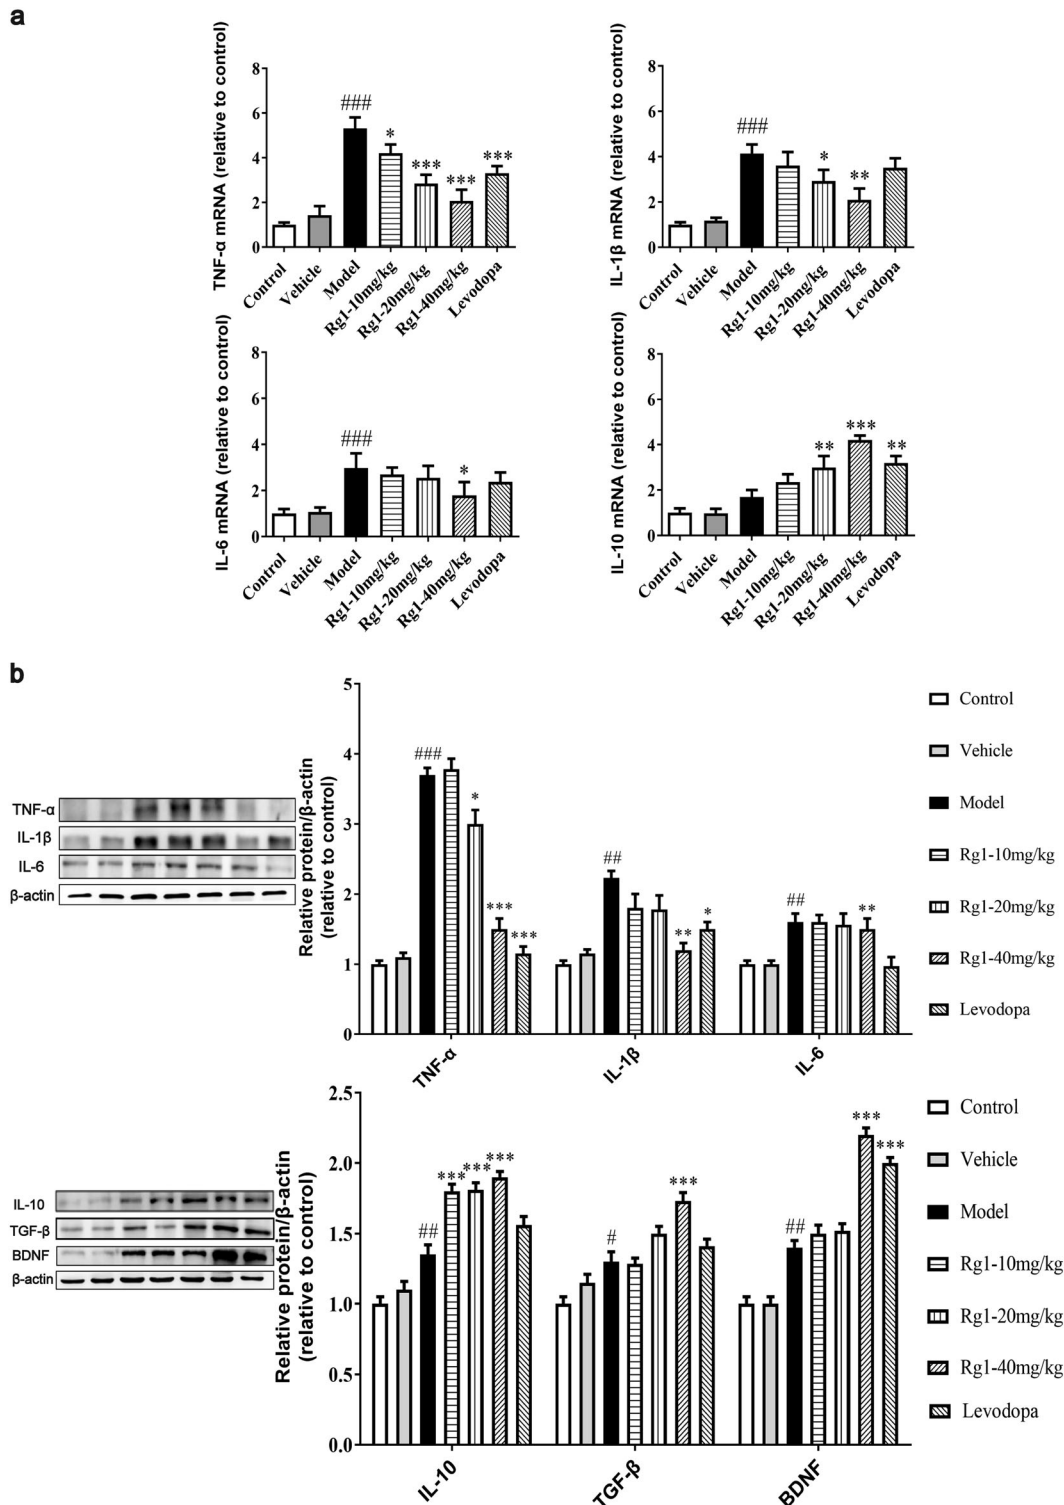 a
TNF-α mRNA (relative to control)
8
6
4
2
0
###
*
***
***
***
Control
Vehicle
Model
Rg1-10mg/kg
Rg1-20mg/kg
Rg1-40mg/kg
Levodopa
IL-1β mRNA (relative to control)
8
6
4
2
0
###
*
**
Control
Vehicle
Model
Rg1-10mg/kg
Rg1-20mg/kg
Rg1-40mg/kg
Levodopa
IL-6 mRNA (relative to control)
8
6
4
2
0
###
*
Control
Vehicle
Model
Rg1-10mg/kg
Rg1-20mg/kg
Rg1-40mg/kg
Levodopa
IL-10 mRNA (relative to control)
8
6
4
2
0
**
***
**
Control
Vehicle
Model
Rg1-10mg/kg
Rg1-20mg/kg
Rg1-40mg/kg
Levodopa
b
TNF-α
IL-1β
IL-6
β-actin
Relative protein/β-actin
(relative to control)
5
4
3
2
1
0
###
*
***
***
##
**
*
##
**
TNF-α
IL-1β
IL-6
Control
Vehicle
Model
Rg1-10mg/kg
Rg1-20mg/kg
Rg1-40mg/kg
Levodopa
IL-10
TGF-β
BDNF
β-actin
Relative protein/β-actin
(relative to control)
2.5
2.0
1.5
1.0
0.5
0.0
##
***
***
***
#
***
##
***
***
IL-10
TGF-β
BDNF
Control
Vehicle
Model
Rg1-10mg/kg
Rg1-20mg/kg
Rg1-40mg/kg
Levodopa